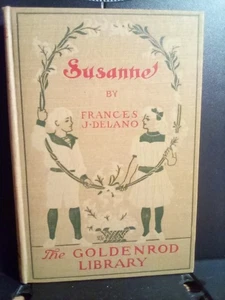 Susanne
BY
FRANCES
J. DELANO
The GOLDENROD
LIBRARY